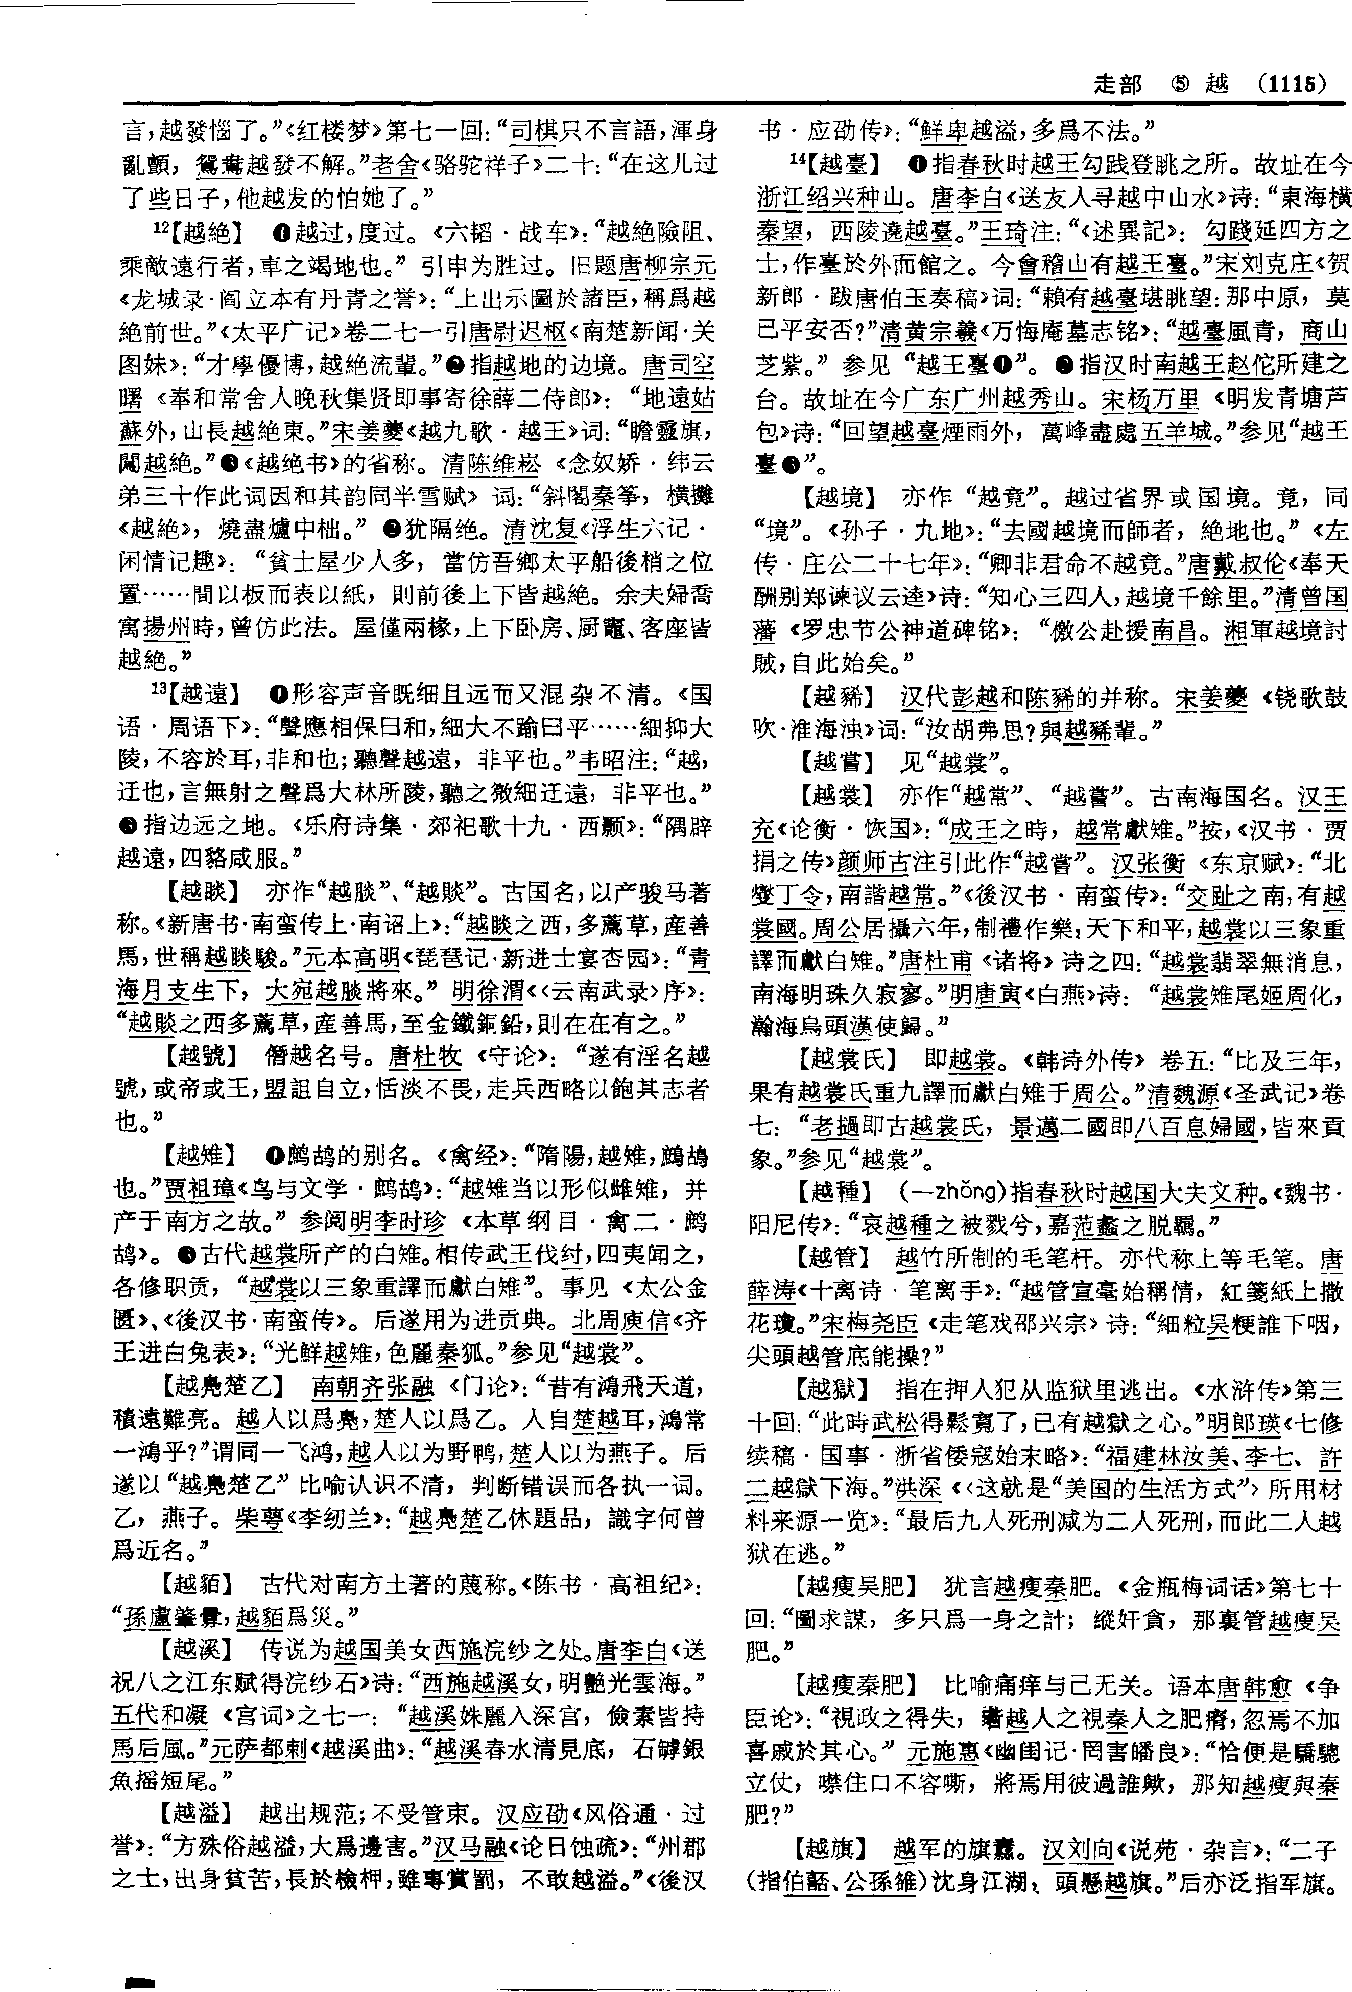 走部 ⑤ 越 (1115)
言，越發惱了。”《红楼梦》第七一回：“司棋只不言語，渾身
亂顫，鴛鴦越發不解。”老舍《骆驼祥子》二十：“在这儿过
了些日子，他越发的怕她了。”
12【越絶】 ❶越过，度过。《六韬·战车》：“越絶險阻、
乘敵遠行者，車之竭地也。”引申为胜过。旧题唐柳宗元
《龙城录·阎立本有丹青之誉》：“上出示圖於諸臣，稱爲越
絶前世。”《太平广记》卷二七一引唐尉迟枢《南楚新闻·关
图妹》：“才學優博，越絶流輩。”❷指越地的边境。唐司空
曙《奉和常舍人晚秋集贤即事寄徐薛二侍郎》：“地遠姑
蘇外，山長越絶東。”宋姜夔《越九歌·越王》词：“瞻靈旗，
闖越絶。”❸《越绝书》的省称。清陈维崧《念奴娇·纬云
弟三十作此词因和其韵同半雪赋》词：“斜閣秦筝，橫攤
《越絶》，燒盡爐中柮。”❷犹隔绝。清沈复《浮生六记·
闲情记趣》：“貧士屋少人多，當仿吾鄉太平船後梢之位
置……間以板而表以紙，則前後上下皆越絶。余夫婦喬
寓揚州時，曾仿此法。屋僅兩椽，上下卧房、厨竈、客座皆
越絶。”
13【越遠】 ❶形容声音既细且远而又混杂不清。《国
语·周语下》：“聲應相保曰和，細大不踰曰平……細抑大
陵，不容於耳，非和也；聽聲越遠，非平也。”韦昭注：“越，
迂也，言無射之聲爲大林所陵，聽之微細迂遠，非平也。”
❷指边远之地。《乐府诗集·郊祀歌十九·西颢》：“隅辟
越遠，四貉咸服。”
【越睒】 亦作“越賧”、“越赕”。古国名，以产骏马著
称。《新唐书·南蛮传上·南诏上》：“越睒之西，多薦草，産善
馬，世稱越睒駿。”元本高明《琵琶记·新进士宴杏园》：“青
海月支生下，大宛越賧將來。”明徐渭《〈云南武录〉序》：
“越賧之西多薦草，産善馬，至金鐵銅鉛，則在在有之。”
【越號】 僭越名号。唐杜牧《守论》：“遂有淫名越
號，或帝或王，盟詛自立，恬淡不畏，走兵西略以飽其志者
也。”
【越雉】 ❶鹧鸪的别名。《禽经》：“隋陽，越雉，鷓鴣
也。”贾祖璋《鸟与文学·鹧鸪》：“越雉当以形似雌雉，并
产于南方之故。”参阅明李时珍《本草纲目·禽二·鹧
鸪》。❷古代越裳所产的白雉。相传武王伐纣，四夷闻之，
各修职贡，“越裳以三象重譯而獻白雉”。事见《太公金
匮》、《後汉书·南蛮传》。后遂用为进贡典。北周庾信《齐
王进白兔表》：“光鮮越雉，色麗秦狐。”参见“越裳”。
【越鳧楚乙】 南朝齐张融《门论》：“昔有鴻飛天道，
積遠難亮。越人以爲鳧，楚人以爲乙。人自楚越耳，鴻常
一鴻乎？”谓同一飞鸿，越人以为野鸭，楚人以为燕子。后
遂以“越鳧楚乙”比喻认识不清，判断错误而各执一词。
乙，燕子。柴萼《李纫兰》：“越鳧楚乙休題品，識字何曾
爲近名。”
【越貊】 古代对南方土著的蔑称。《陈书·高祖纪》：
“孫盧肇釁，越貊爲災。”
【越溪】 传说为越国美女西施浣纱之处。唐李白《送
祝八之江东赋得浣纱石》诗：“西施越溪女，明艷光雲海。”
五代和凝《宫词》之七一：“越溪姝麗入深宫，儉素皆持
馬后風。”元萨都剌《越溪曲》：“越溪春水清見底，石罅銀
魚摇短尾。”
【越溢】 越出规范；不受管束。汉应劭《风俗通·过
誉》：“方殊俗越溢，大爲邊害。”汉马融《论日蚀疏》：“州郡
之士，出身貧苦，長於檢柙，雖專賞罰，不敢越溢。”《後汉
书·应劭传》：“鮮卑越溢，多爲不法。”
14【越臺】 ❶指春秋时越王勾践登眺之所。故址在今
浙江绍兴种山。唐李白《送友人寻越中山水》诗：“東海横
秦望，西陵遶越臺。”王琦注：“《述異記》：勾踐延四方之
士，作臺於外而館之。今會稽山有越王臺。”宋刘克庄《贺
新郎·跋唐伯玉奏稿》词：“賴有越臺堪眺望：那中原，莫
已平安否？”清黄宗羲《万悔庵墓志铭》：“越臺風青，商山
芝紫。”参见“越王臺❶”。❷指汉时南越王赵佗所建之
台。故址在今广东广州越秀山。宋杨万里《明发青塘芦
包》诗：“回望越臺煙雨外，萬峰盡處五羊城。”参见“越王
臺❷”。
【越境】 亦作“越竟”。越过省界或国境。竟，同
“境”。《孙子·九地》：“去國越境而師者，絶地也。”《左
传·庄公二十七年》：“卿非君命不越竟。”唐戴叔伦《奉天
酬别郑谏议云逵》诗：“知心三四人，越境千餘里。”清曾国
藩《罗忠节公神道碑铭》：“檄公赴援南昌。湘軍越境討
賊，自此始矣。”
【越豨】 汉代彭越和陈豨的并称。宋姜夔《铙歌鼓
吹·淮海浊》词：“汝胡弗思？與越豨輩。”
【越嘗】 见“越裳”。
【越裳】 亦作“越常”、“越嘗”。古南海国名。汉王
充《论衡·恢国》：“成王之時，越常獻雉。”按，《汉书·贾
捐之传》颜师古注引此作“越嘗”。汉张衡《东京赋》：“北
燮丁令，南諧越常。”《後汉书·南蛮传》：“交趾之南，有越
裳國。周公居攝六年，制禮作樂，天下和平，越裳以三象重
譯而獻白雉。”唐杜甫《诸将》诗之四：“越裳翡翠無消息，
南海明珠久寂寥。”明唐寅《白燕》诗：“越裳雉尾姬周化，
瀚海烏頭漢使歸。”
【越裳氏】 即越裳。《韩诗外传》卷五：“比及三年，
果有越裳氏重九譯而獻白雉于周公。”清魏源《圣武记》卷
七：“老撾即古越裳氏，景邁二國即八百息婦國，皆來貢
象。”参见“越裳”。
【越種】 (—zhǒng)指春秋时越国大夫文种。《魏书·
阳尼传》：“哀越種之被戮兮，嘉范蠡之脱羈。”
【越管】 越竹所制的毛笔杆。亦代称上等毛笔。唐
薛涛《十离诗·笔离手》：“越管宣毫始稱情，紅箋紙上撒
花瓊。”宋梅尧臣《走笔戏邵兴宗》诗：“細粒吴粳誰下咽，
尖頭越管底能操？”
【越獄】 指在押人犯从监狱里逃出。《水浒传》第三
十回：“此時武松得鬆寬了，已有越獄之心。”明郎瑛《七修
续稿·国事·浙省倭寇始末略》：“福建林汝美、李七、許
二越獄下海。”洪深《〈这就是“美国的生活方式”〉所用材
料来源一览》：“最后九人死刑减为二人死刑，而此二人越
狱在逃。”
【越瘦吴肥】 犹言越瘦秦肥。《金瓶梅词话》第七十
回：“圖求謀，多只爲一身之計；縱奸貪，那裏管越瘦吴
肥。”
【越瘦秦肥】 比喻痛痒与己无关。语本唐韩愈《争
臣论》：“視政之得失，若越人之視秦人之肥瘠，忽焉不加
喜戚於其心。”元施惠《幽闺记·罔害皤良》：“恰便是驕驄
立仗，噤住口不容嘶，將焉用彼過誰歟，那知越瘦與秦
肥？”
【越旗】 越军的旗纛。汉刘向《说苑·杂言》：“二子
(指伯嚭、公孫雒)沈身江湖，頭懸越旗。”后亦泛指军旗。